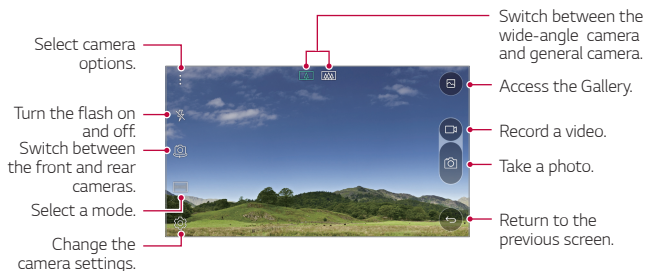 Select camera
options.
Turn the flash on
and off.
Switch between
the front and rear
cameras.
Select a mode.
Change the
camera settings.
Switch between the
wide-angle camera
and general camera.
Access the Gallery.
Record a video.
Take a photo.
Return to the
previous screen.